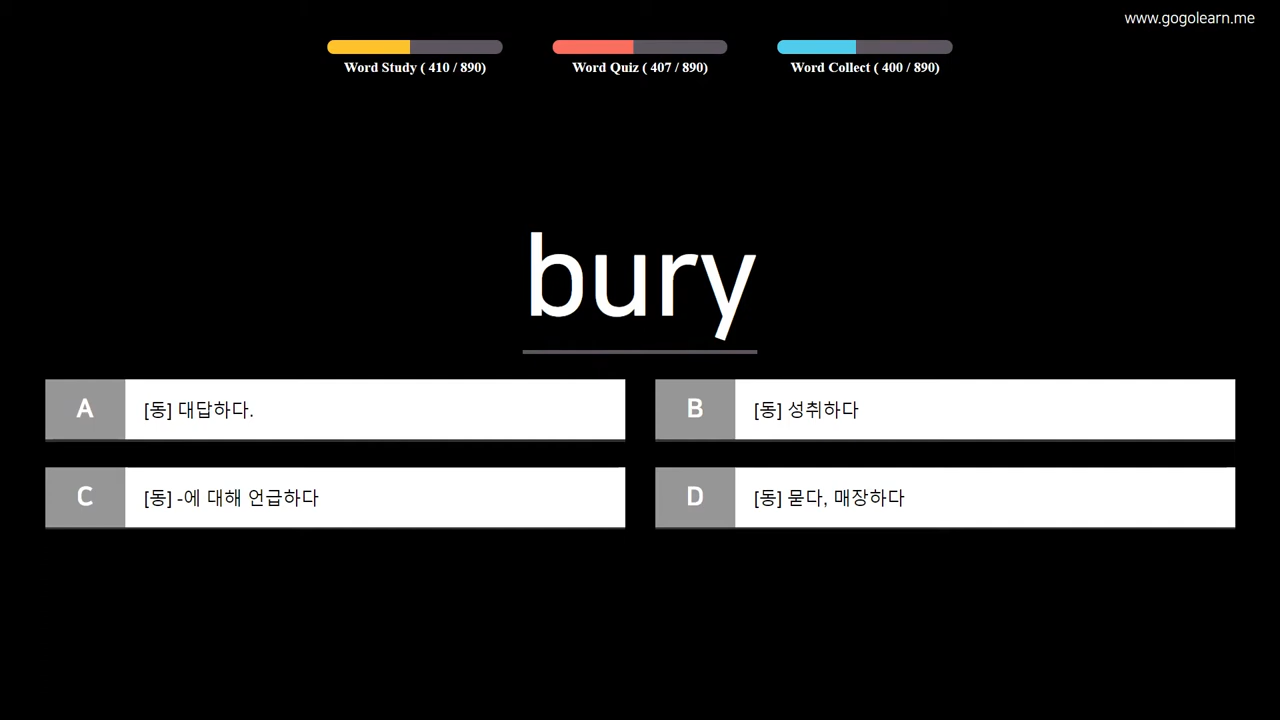 www.gogolearn.me
Word Study ( 410 / 890)
Word Quiz ( 407 / 890)
Word Collect ( 400 / 890)
bury
A [동] 대답하다.
B [동] 성취하다
C [동] -에 대해 언급하다
D [동] 묻다, 매장하다